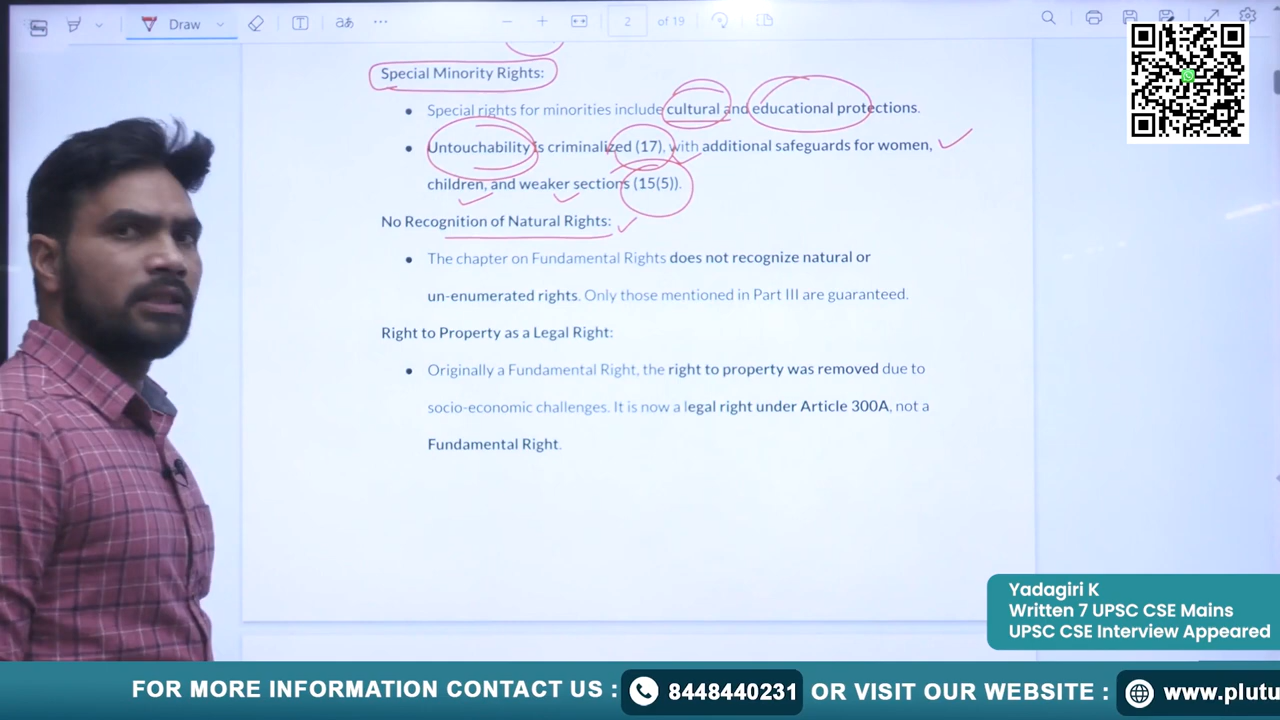 Draw
aあ
2
of 19
Special Minority Rights:
Special rights for minorities include cultural and educational protections.
Untouchability is criminalized (17), with additional safeguards for women,
children, and weaker sections (15(5)).
No Recognition of Natural Rights:
The chapter on Fundamental Rights does not recognize natural or
un-enumerated rights. Only those mentioned in Part III are guaranteed.
Right to Property as a Legal Right:
Originally a Fundamental Right, the right to property was removed due to
socio-economic challenges. It is now a legal right under Article 300A, not a
Fundamental Right.
Yadagiri K
Written 7 UPSC CSE Mains
UPSC CSE Interview Appeared
FOR MORE INFORMATION CONTACT US : 8448440231 OR VISIT OUR WEBSITE : www.plutu